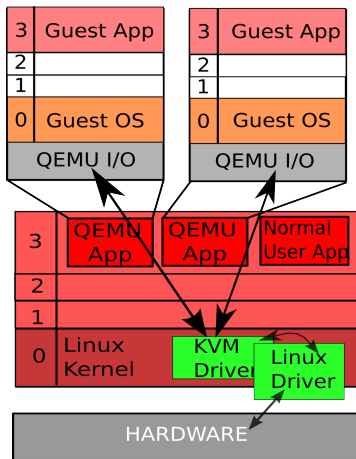 3 Guest App
2
1
0 Guest OS
QEMU I/O
3 Guest App
2
1
0 Guest OS
QEMU I/O
3
QEMU
App
QEMU
App
Normal
User App
2
1
0
Linux
Kernel
KVM
Driver
Linux
Driver
HARDWARE